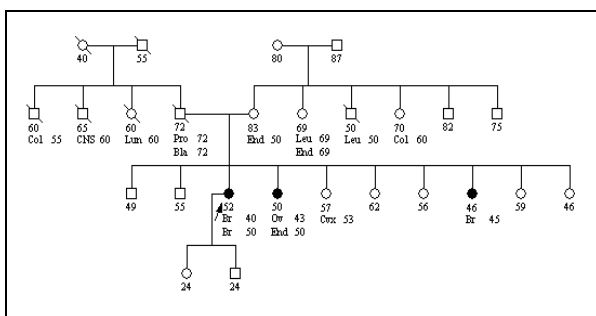 40 55 80 87
60 65 60 72 83 69 50 70 82 75
Col 55 CNS 60 Lun 60 Pro 72 End 50 Leu 69 Leu 50 Col 60
Bla 72 End 69
49 55 52 50 57 62 56 46 59 46
Br 40 Ov 43 Cvx 53 Br 45
Br 50 End 50
24 24